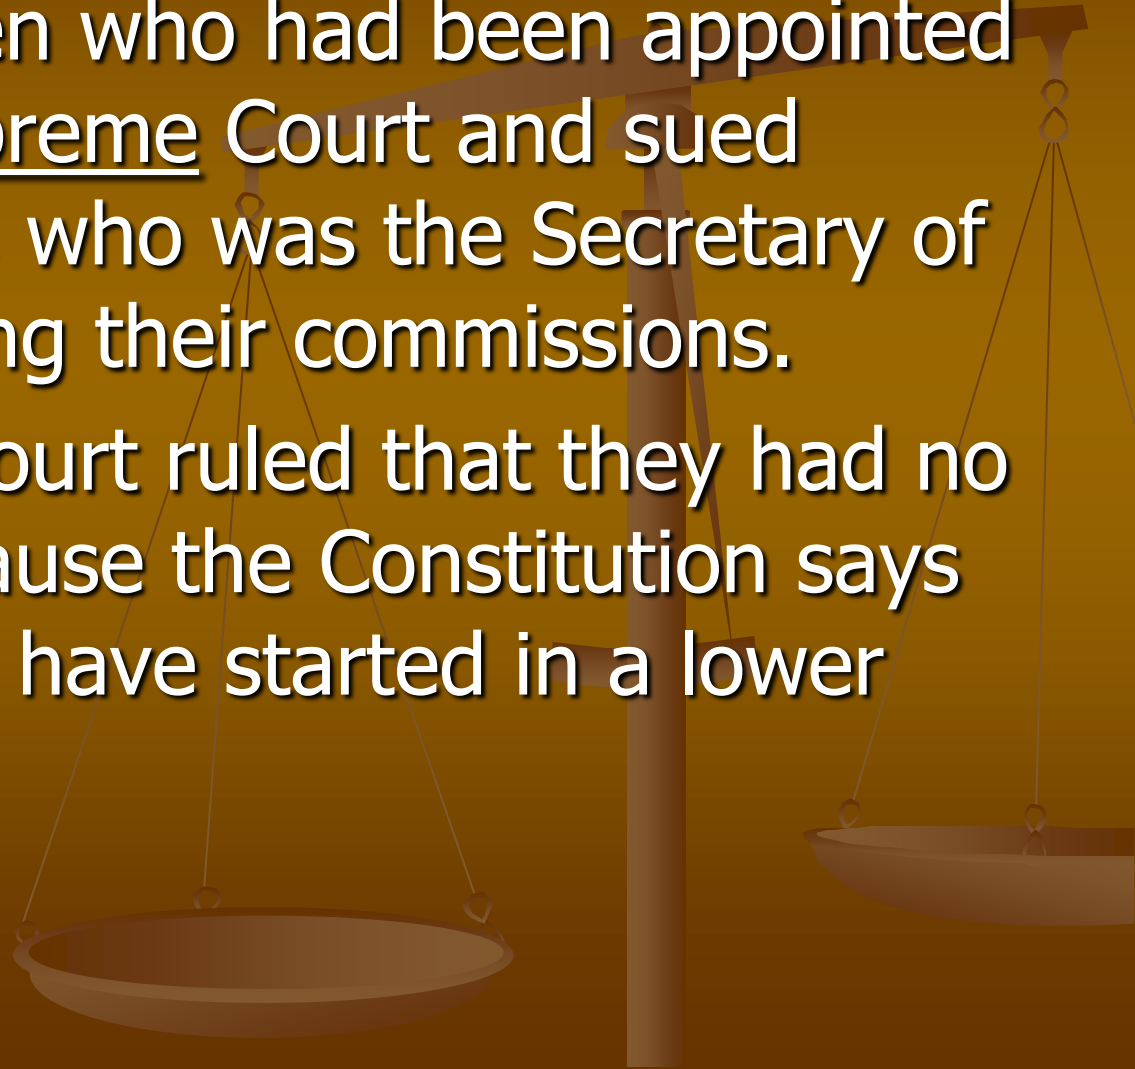 en who had been appointed
preme Court and sued
who was the Secretary of
ng their commissions.
ourt ruled that they had no
ause the Constitution says
have started in a lower